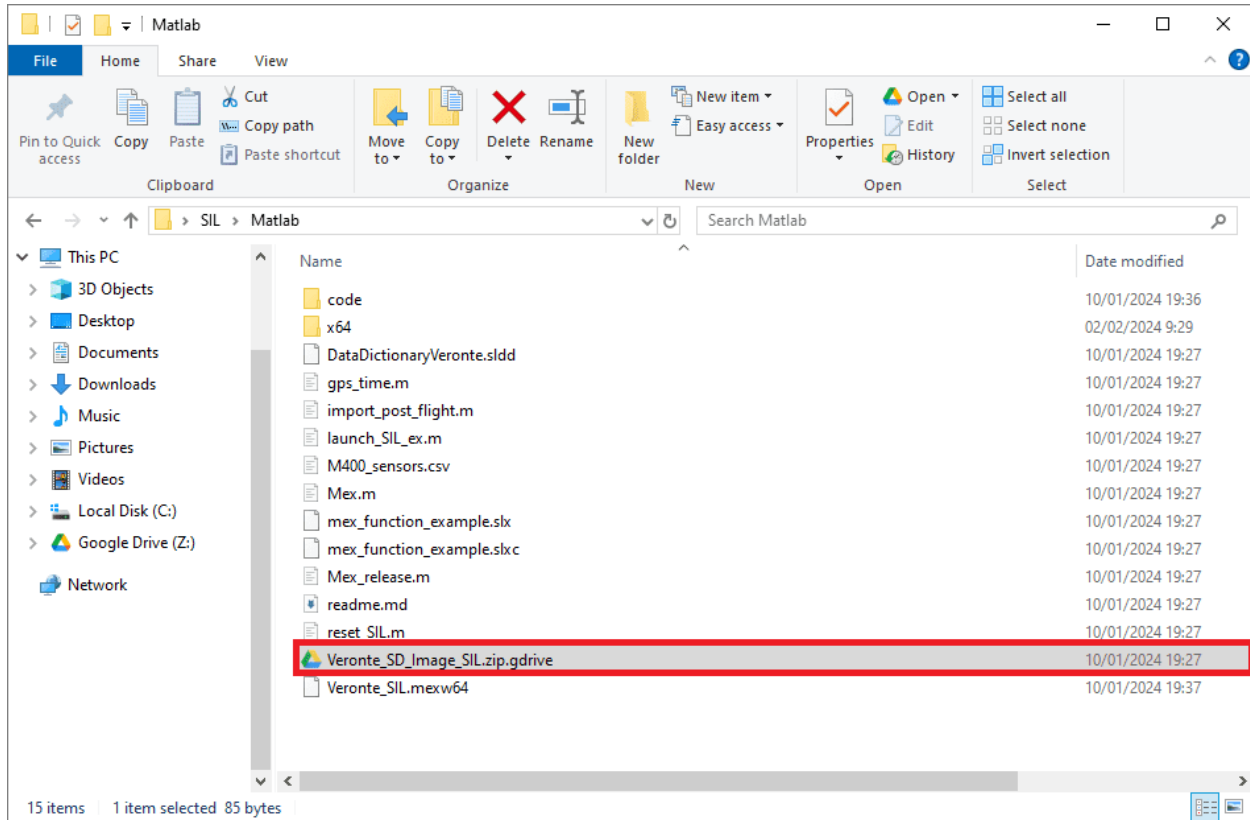 Matlab
File Home Share View
Pin to Quick access
Copy
Paste
Cut
W... Copy path
Paste shortcut
Clipboard
Move to
Copy to
Delete
Rename
Organize
New folder
New item
Easy access
New
Properties
Open
Edit
History
Open
Select all
Select none
Invert selection
Select
SIL > Matlab
Search Matlab
This PC
3D Objects
Desktop
Documents
Downloads
Music
Pictures
Videos
Local Disk (C:)
Google Drive (Z:)
Network
Name Date modified
code 10/01/2024 19:36
x64 02/02/2024 9:29
DataDictionaryVeronte.sldd 10/01/2024 19:27
gps_time.m 10/01/2024 19:27
import_post_flight.m 10/01/2024 19:27
launch_SIL_ex.m 10/01/2024 19:27
M400_sensors.csv 10/01/2024 19:27
Mex.m 10/01/2024 19:27
mex_function_example.slx 10/01/2024 19:27
mex_function_example.slxc 10/01/2024 19:27
Mex_release.m 10/01/2024 19:27
readme.md 10/01/2024 19:27
reset_SIL.m 10/01/2024 19:27
Veronte_SD_Image_SIL.zip.gdrive 10/01/2024 19:27
Veronte_SIL.mexw64 10/01/2024 19:37
15 items 1 item selected 85 bytes